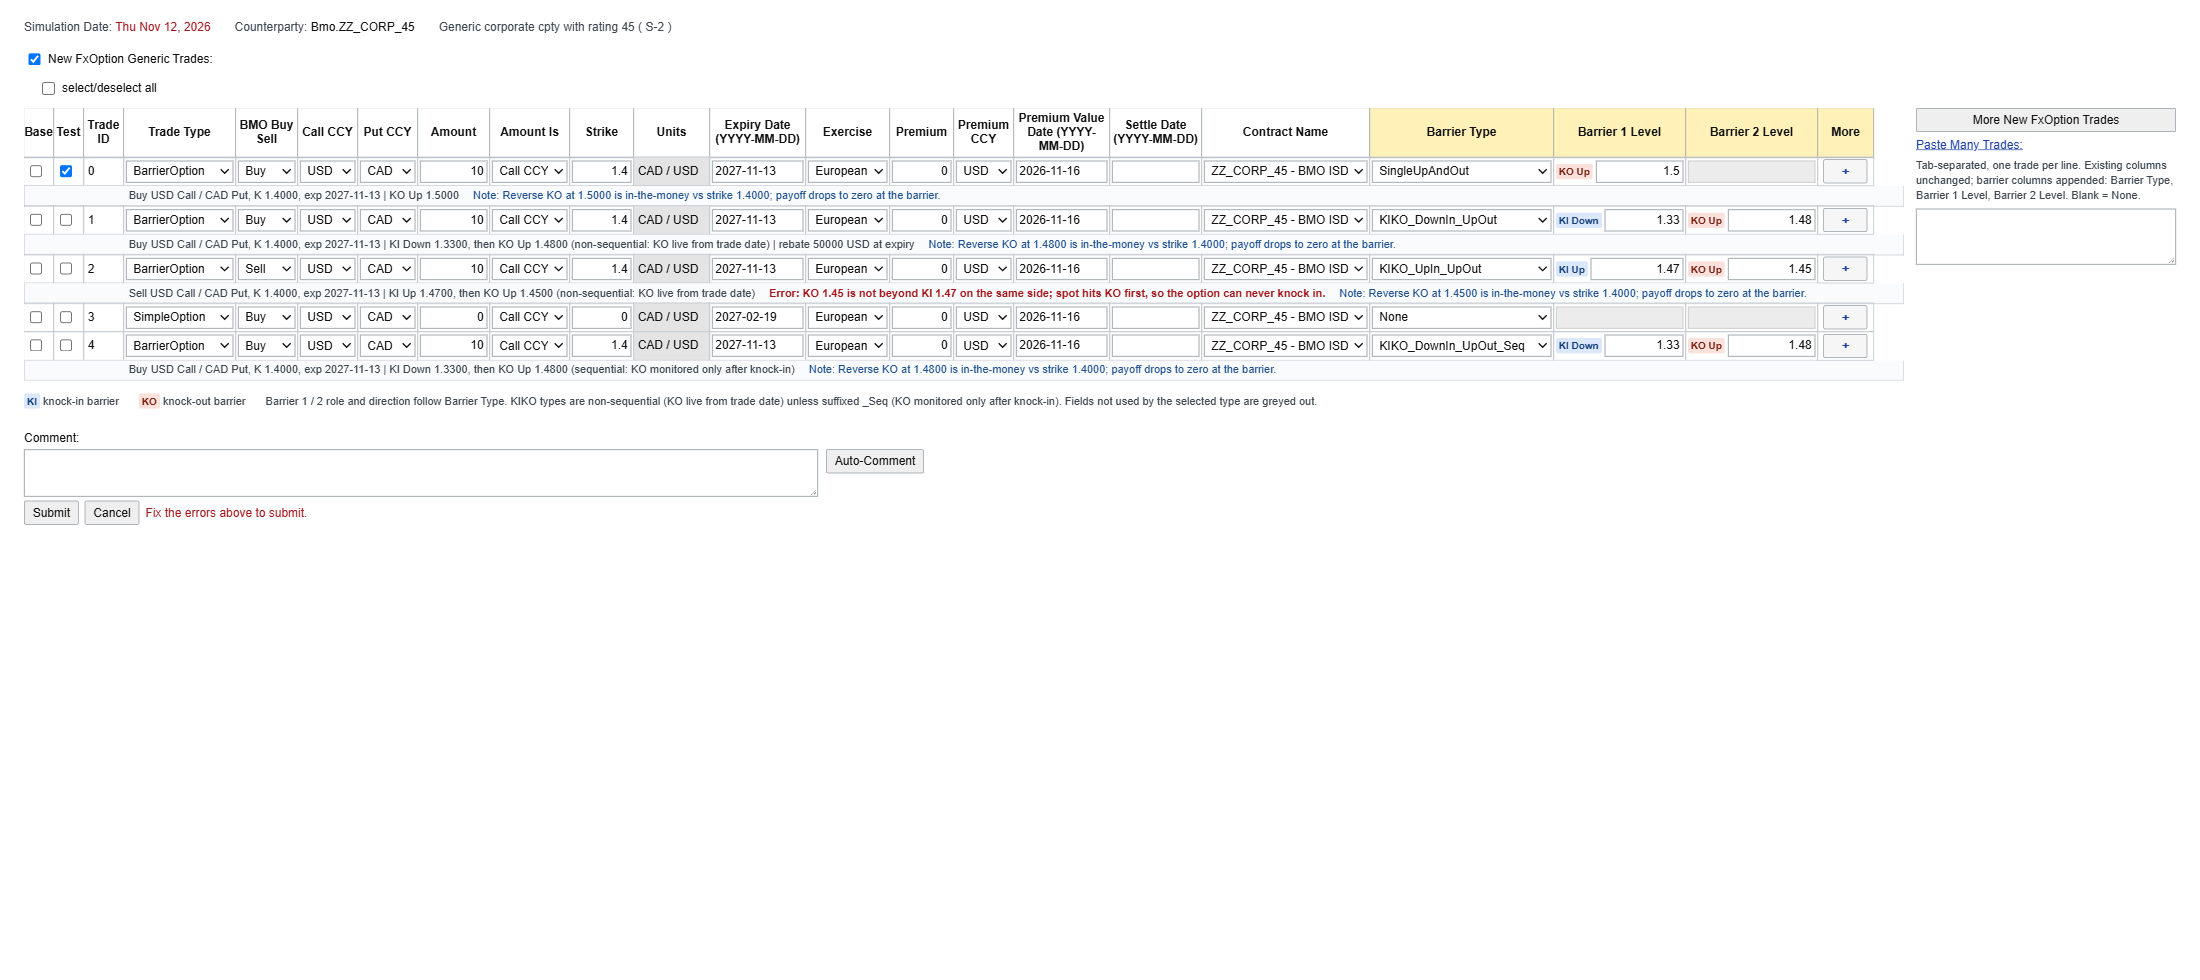 Simulation Date: Thu Nov 12, 2026 Counterparty: Bmo.ZZ_CORP_45 Generic corporate cpty with rating 45 ( S-2 )
New FxOption Generic Trades:
select/deselect all
Base Test Trade ID Trade Type BMO Buy Sell Call CCY Put CCY Amount Amount Is Strike Units Expiry Date (YYYY-MM-DD) Exercise Premium Premium CCY Premium Value Date (YYYY-MM-DD) Settle Date (YYYY-MM-DD) Contract Name Barrier Type Barrier 1 Level Barrier 2 Level More
0 BarrierOption Buy USD CAD 10 Call CCY 1.4 CAD / USD 2027-11-13 European 0 USD 2026-11-16 ZZ_CORP_45 - BMO ISD SingleUpAndOut KO Up 1.5 +
Buy USD Call / CAD Put, K 1.4000, exp 2027-11-13 | KO Up 1.5000 Note: Reverse KO at 1.5000 is in-the-money vs strike 1.4000; payoff drops to zero at the barrier.
1 BarrierOption Buy USD CAD 10 Call CCY 1.4 CAD / USD 2027-11-13 European 0 USD 2026-11-16 ZZ_CORP_45 - BMO ISD KIKO_DownIn_UpOut KI Down 1.33 KO Up 1.48 +
Buy USD Call / CAD Put, K 1.4000, exp 2027-11-13 | KI Down 1.3300, then KO Up 1.4800 (non-sequential: KO live from trade date) | rebate 50000 USD at expiry Note: Reverse KO at 1.4800 is in-the-money vs strike 1.4000; payoff drops to zero at the barrier.
2 BarrierOption Sell USD CAD 10 Call CCY 1.4 CAD / USD 2027-11-13 European 0 USD 2026-11-16 ZZ_CORP_45 - BMO ISD KIKO_UpIn_UpOut KI Up 1.47 KO Up 1.45 +
Sell USD Call / CAD Put, K 1.4000, exp 2027-11-13 | KI Up 1.4700, then KO Up 1.4500 (non-sequential: KO live from trade date) Error: KO 1.45 is not beyond KI 1.47 on the same side; spot hits KO first, so the option can never knock in. Note: Reverse KO at 1.4500 is in-the-money vs strike 1.4000; payoff drops to zero at the barrier.
3 SimpleOption Buy USD CAD 0 Call CCY 0 CAD / USD 2027-02-19 European 0 USD 2026-11-16 ZZ_CORP_45 - BMO ISD None +
4 BarrierOption Buy USD CAD 10 Call CCY 1.4 CAD / USD 2027-11-13 European 0 USD 2026-11-16 ZZ_CORP_45 - BMO ISD KIKO_DownIn_UpOut_Seq KI Down 1.33 KO Up 1.48 +
Buy USD Call / CAD Put, K 1.4000, exp 2027-11-13 | KI Down 1.3300, then KO Up 1.4800 (sequential: KO monitored only after knock-in) Note: Reverse KO at 1.4800 is in-the-money vs strike 1.4000; payoff drops to zero at the barrier.
More New FxOption Trades
Paste Many Trades:
Tab-separated, one trade per line. Existing columns
unchanged; barrier columns appended: Barrier Type,
Barrier 1 Level, Barrier 2 Level. Blank = None.
KI knock-in barrier KO knock-out barrier Barrier 1 / 2 role and direction follow Barrier Type. KIKO types are non-sequential (KO live from trade date) unless suffixed _Seq (KO monitored only after knock-in). Fields not used by the selected type are greyed out.
Comment:
Auto-Comment
Submit Cancel Fix the errors above to submit.